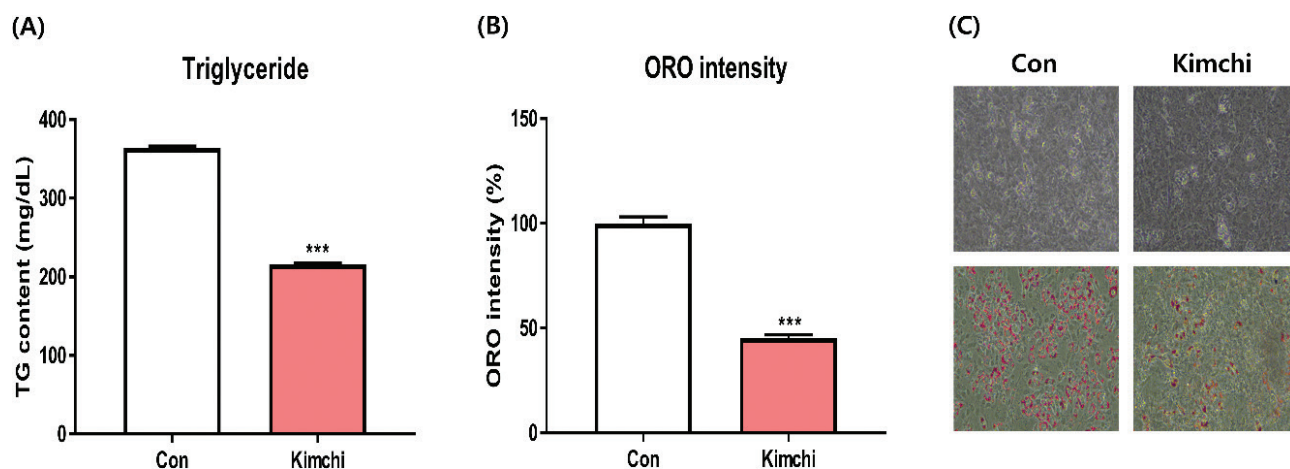 (A)
Triglyceride
TG content (mg/dL)
400
300
200
100
0
***
Con
Kimchi
(B)
ORO intensity
ORO intensity (%)
150
100
50
0
***
Con
Kimchi
(C)
Con
Kimchi